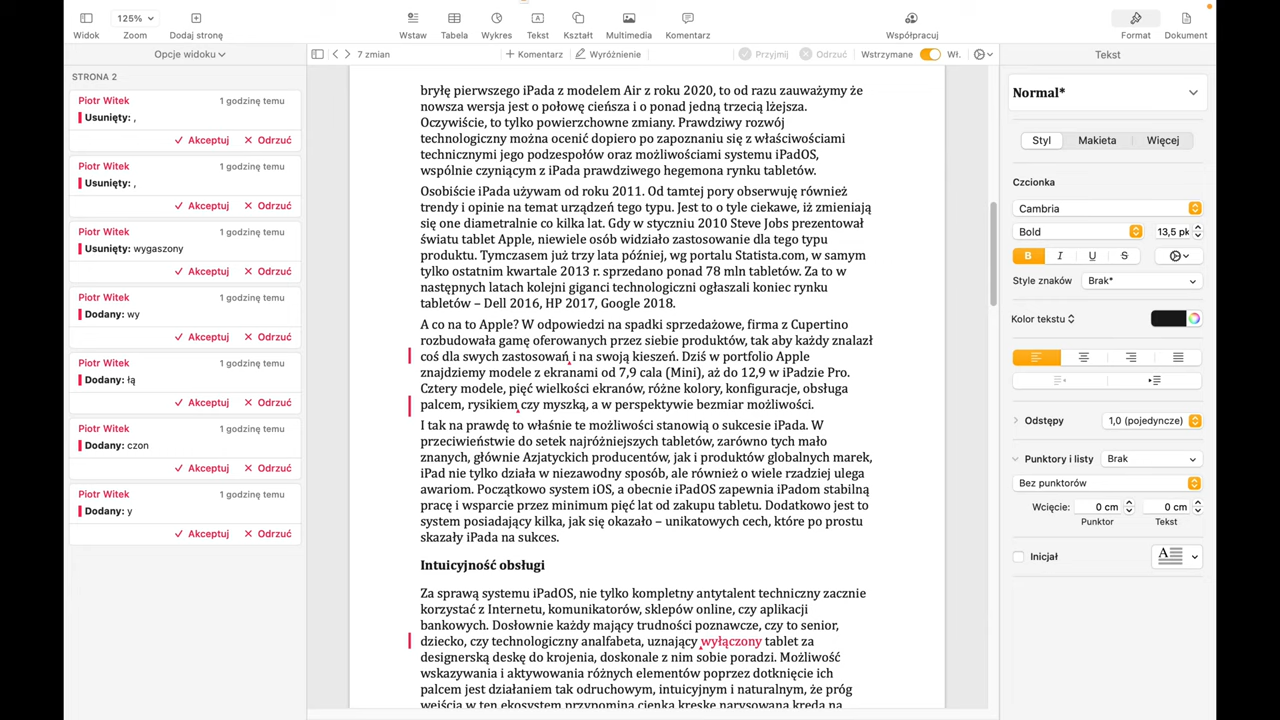 125%
Widok
Zoom
Dodaj stronę
Wstaw
Tabela
Wykres
Tekst
Kształt
Multimedia
Komentarz
Współpracuj
Format
Dokument
Opcje widoku
7 zmian
Komentarz
Wyróżnienie
Przyjmij
Odrzuć
Wstrzymane
Wł.
Tekst
STRONA 2
Piotr Witek 1 godzinę temu
Usunięty: ,
Akceptuj Odrzuć
Piotr Witek 1 godzinę temu
Usunięty: ,
Akceptuj Odrzuć
Piotr Witek 1 godzinę temu
Usunięty: wygaszony
Akceptuj Odrzuć
Piotr Witek 1 godzinę temu
Dodany: wy
Akceptuj Odrzuć
Piotr Witek 1 godzinę temu
Dodany: łą
Akceptuj Odrzuć
Piotr Witek 1 godzinę temu
Dodany: czon
Akceptuj Odrzuć
Piotr Witek 1 godzinę temu
Dodany: y
Akceptuj Odrzuć
bryłę pierwszego iPada z modelem Air z roku 2020, to od razu zauważymy że
nowsza wersja jest o połowę cieńsza i o ponad jedną trzecią lżejsza.
Oczywiście, to tylko powierzchowne zmiany. Prawdziwy rozwój
technologiczny można ocenić dopiero po zapoznaniu się z właściwościami
technicznymi jego podzespołów oraz możliwościami systemu iPadOS,
wspólnie czyniącym z iPada prawdziwego hegemona rynku tabletów.
Osobiście iPada używam od roku 2011. Od tamtej pory obserwuję również
trendy i opinie na temat urządzeń tego typu. Jest to o tyle ciekawe, iż zmieniają
się one diametralnie co kilka lat. Gdy w styczniu 2010 Steve Jobs prezentował
światu tablet Apple, niewiele osób widziało zastosowanie dla tego typu
produktu. Tymczasem już trzy lata później, wg portalu Statista.com, w samym
tylko ostatnim kwartale 2013 r. sprzedano ponad 78 mln tabletów. Za to w
następnych latach kolejni giganci technologiczni ogłaszali koniec rynku
tabletów – Dell 2016, HP 2017, Google 2018.
A co na to Apple? W odpowiedzi na spadki sprzedażowe, firma z Cupertino
rozbudowała gamę oferowanych przez siebie produktów, tak aby każdy znalazł
coś dla swych zastosowań i na swoją kieszeń. Dziś w portfolio Apple
znajdziemy modele z ekranami od 7,9 cala (Mini), aż do 12,9 w iPadzie Pro.
Cztery modele, pięć wielkości ekranów, różne kolory, konfiguracje, obsługa
palcem, rysikiem czy myszką, a w perspektywie bezmiar możliwości.
I tak na prawdę to właśnie te możliwości stanowią o sukcesie iPada. W
przeciwieństwie do setek najróżniejszych tabletów, zarówno tych mało
znanych, głównie Azjatyckich producentów, jak i produktów globalnych marek,
iPad nie tylko działa w niezawodny sposób, ale również o wiele rzadziej ulega
awariom. Początkowo system iOS, a obecnie iPadOS zapewnia iPadom stabilną
pracę i wsparcie przez minimum pięć lat od zakupu tabletu. Dodatkowo jest to
system posiadający kilka, jak się okazało – unikatowych cech, które po prostu
skazały iPada na sukces.
Intuicyjność obsługi
Za sprawą systemu iPadOS, nie tylko kompletny antytalent techniczny zacznie
korzystać z Internetu, komunikatorów, sklepów online, czy aplikacji
bankowych. Dosłownie każdy mający trudności poznawcze, czy to senior,
dziecko, czy technologiczny analfabeta, uznający wyłączony tablet za
designerską deskę do krojenia, doskonale z nim sobie poradzi. Możliwość
wskazywania i aktywowania różnych elementów poprzez dotknięcie ich
palcem jest działaniem tak odruchowym, intuicyjnym i naturalnym, że próg
wejścia w ten ekosystem przypomina cienką kreskę narysowaną kredą na
Normal*
Styl Makieta Więcej
Czcionka
Cambria
Bold 13,5 pk
B I U S
Style znaków Brak*
Kolor tekstu
Odstępy 1,0 (pojedyncze)
Punktory i listy Brak
Bez punktorów
Wcięcie: 0 cm 0 cm
Punktor Tekst
Inicjał
A